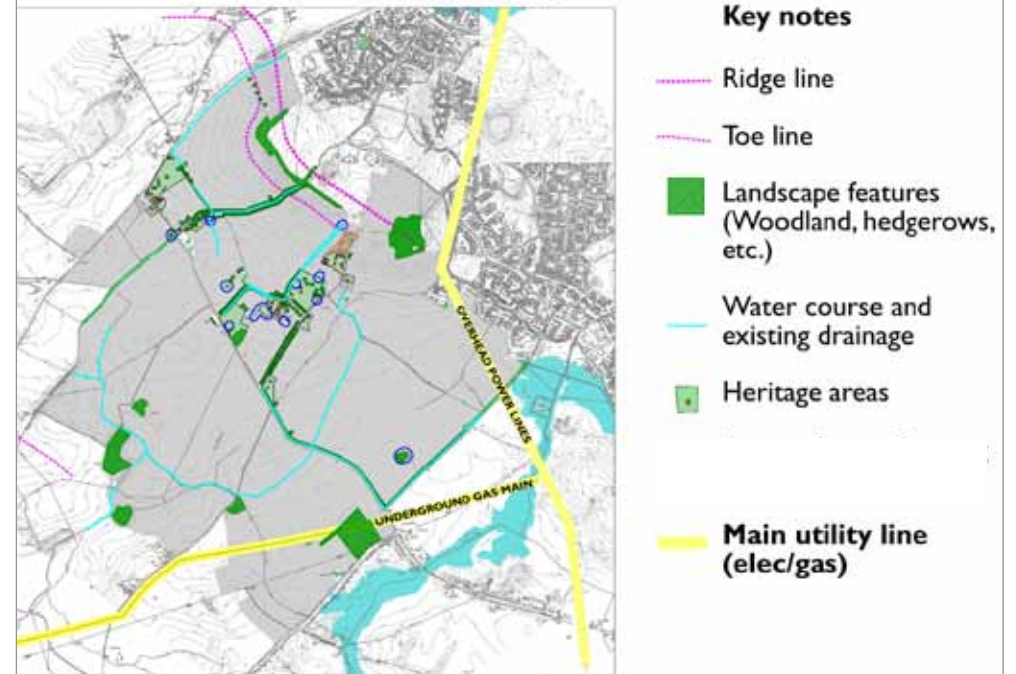 Key notes
Ridge line
Toe line
Landscape features
(Woodland, hedgerows,
etc.)
Water course and
existing drainage
Heritage areas
Main utility line
(elec/gas)
OVERHEAD POWER LINES
UNDERGROUND GAS MAIN